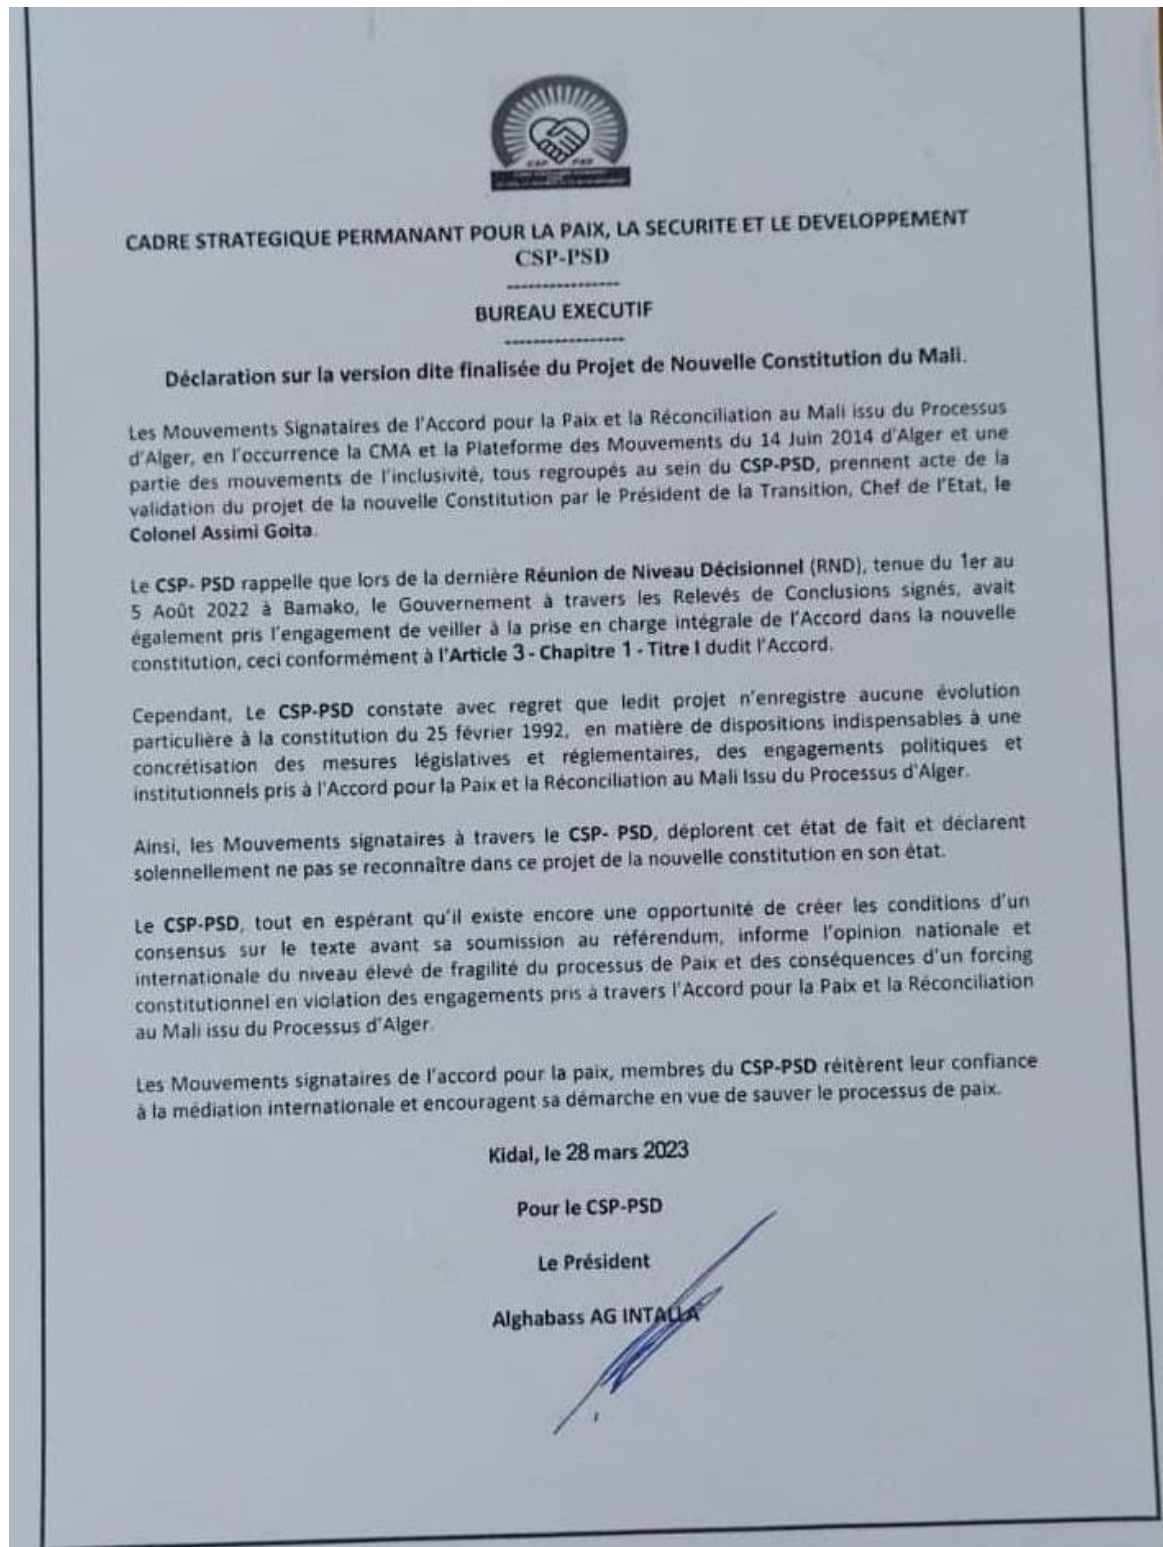 CSP PSD
CADRE STRATEGIQUE PERMANANT POUR LA PAIX, LA SECURITE ET LE DEVELOPPEMENT
CSP-PSD
-----------------
BUREAU EXECUTIF
------------------
Déclaration sur la version dite finalisée du Projet de Nouvelle Constitution du Mali.
Les Mouvements Signataires de l'Accord pour la Paix et la Réconciliation au Mali issu du Processus
d'Alger, en l'occurrence la CMA et la Plateforme des Mouvements du 14 Juin 2014 d'Alger et une
partie des mouvements de l'inclusivité, tous regroupés au sein du CSP-PSD, prennent acte de la
validation du projet de la nouvelle Constitution par le Président de la Transition, Chef de l'Etat, le
Colonel Assimi Goita.
Le CSP- PSD rappelle que lors de la dernière Réunion de Niveau Décisionnel (RND), tenue du 1er au
5 Août 2022 à Bamako, le Gouvernement à travers les Relevés de Conclusions signés, avait
également pris l'engagement de veiller à la prise en charge intégrale de l'Accord dans la nouvelle
constitution, ceci conformément à l'Article 3 - Chapitre 1 - Titre I dudit l'Accord.
Cependant, Le CSP-PSD constate avec regret que ledit projet n'enregistre aucune évolution
particulière à la constitution du 25 février 1992, en matière de dispositions indispensables à une
concrétisation des mesures législatives et réglementaires, des engagements politiques et
institutionnels pris à l'Accord pour la Paix et la Réconciliation au Mali Issu du Processus d'Alger.
Ainsi, les Mouvements signataires à travers le CSP- PSD, déplorent cet état de fait et déclarent
solennellement ne pas se reconnaître dans ce projet de la nouvelle constitution en son état.
Le CSP-PSD, tout en espérant qu'il existe encore une opportunité de créer les conditions d'un
consensus sur le texte avant sa soumission au référendum, informe l'opinion nationale et
internationale du niveau élevé de fragilité du processus de Paix et des conséquences d'un forcing
constitutionnel en violation des engagements pris à travers l'Accord pour la Paix et la Réconciliation
au Mali issu du Processus d'Alger.
Les Mouvements signataires de l'accord pour la paix, membres du CSP-PSD réitèrent leur confiance
à la médiation internationale et encouragent sa démarche en vue de sauver le processus de paix.
Kidal, le 28 mars 2023
Pour le CSP-PSD
Le Président
Alghabass AG INTALLA